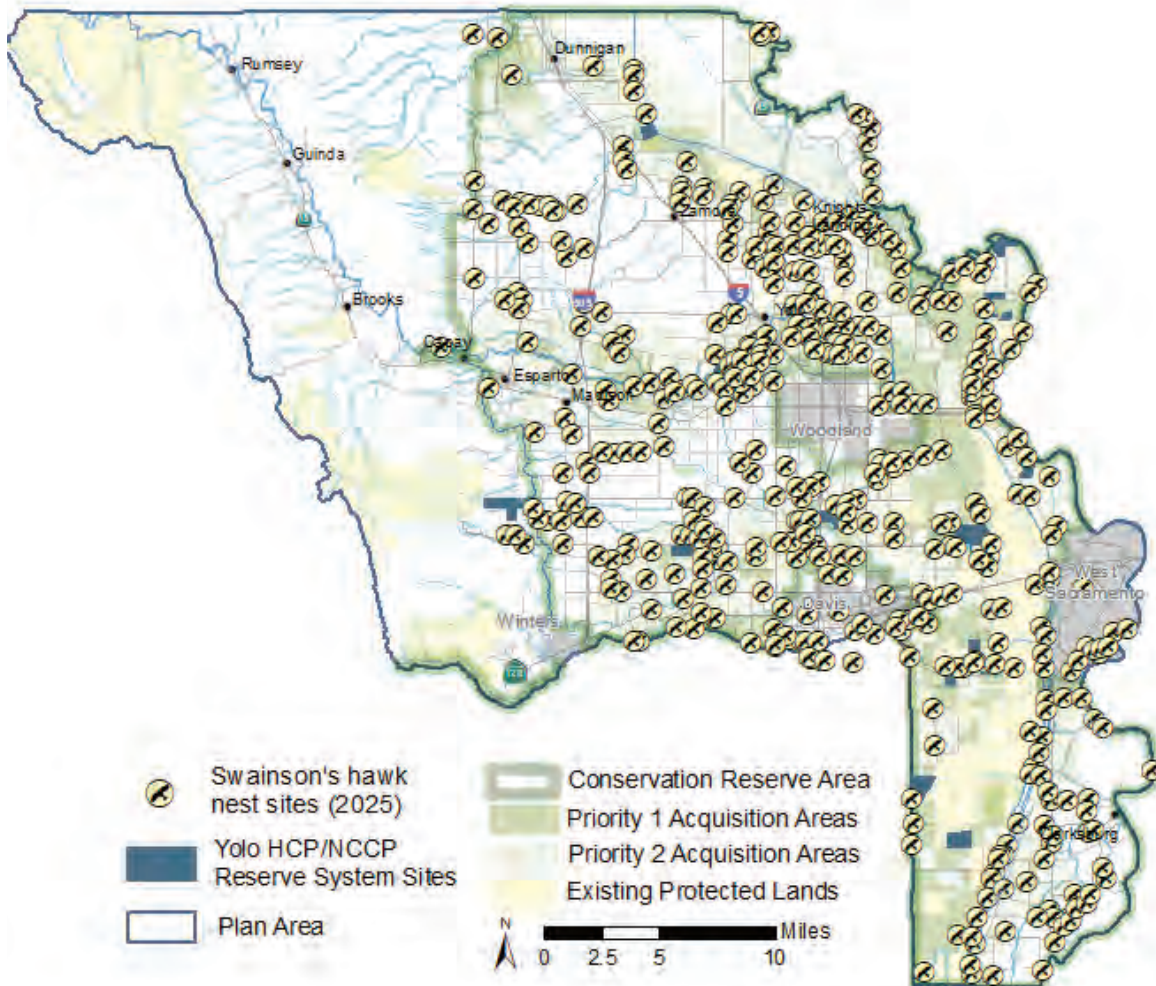 Dunnigan
Rumsey
Guinda
Zamora
Knights
Landing
Brooks
5
Yolo
Capay
Esparto
Madison
Woodland
West
Sacramento
Davis
Winters
128
Clarksburg
Swainson's hawk
nest sites (2025)
Yolo HCP/NCCP
Reserve System Sites
Plan Area
Conservation Reserve Area
Priority 1 Acquisition Areas
Priority 2 Acquisition Areas
Existing Protected Lands
N
Miles
0 2.5 5 10